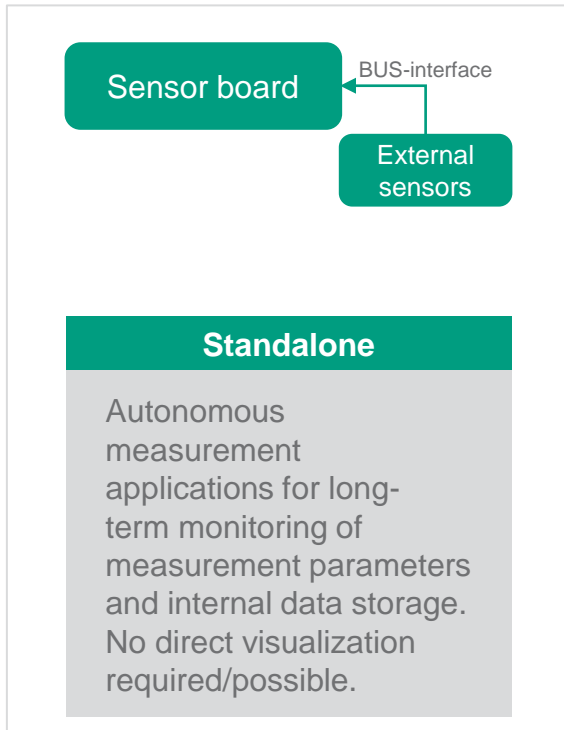 Sensor board
BUS-interface
External
sensors
Standalone
Autonomous
measurement
applications for long-
term monitoring of
measurement parameters
and internal data storage.
No direct visualization
required/possible.